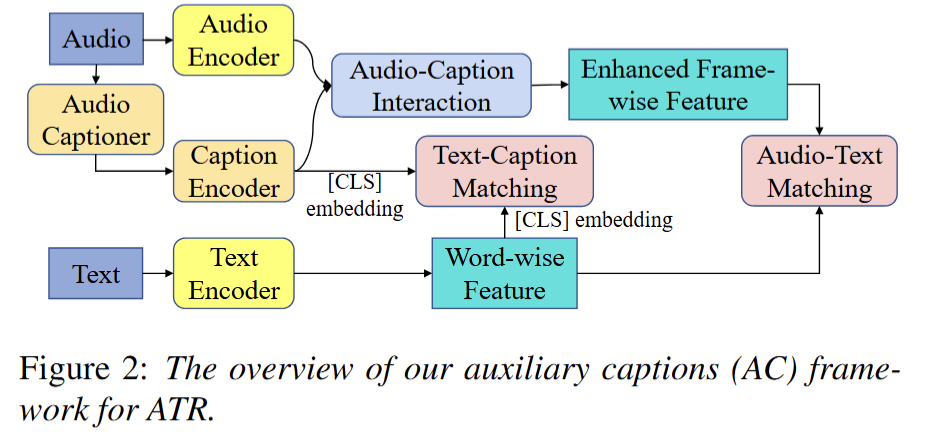 Audio
Audio
Encoder
Audio-Caption
Interaction
Enhanced Frame-
wise Feature
Audio
Captioner
Caption
Encoder
[CLS]
embedding
Text-Caption
Matching
Audio-Text
Matching
[CLS] embedding
Text
Text
Encoder
Word-wise
Feature
Figure 2: The overview of our auxiliary captions (AC) frame-
work for ATR.